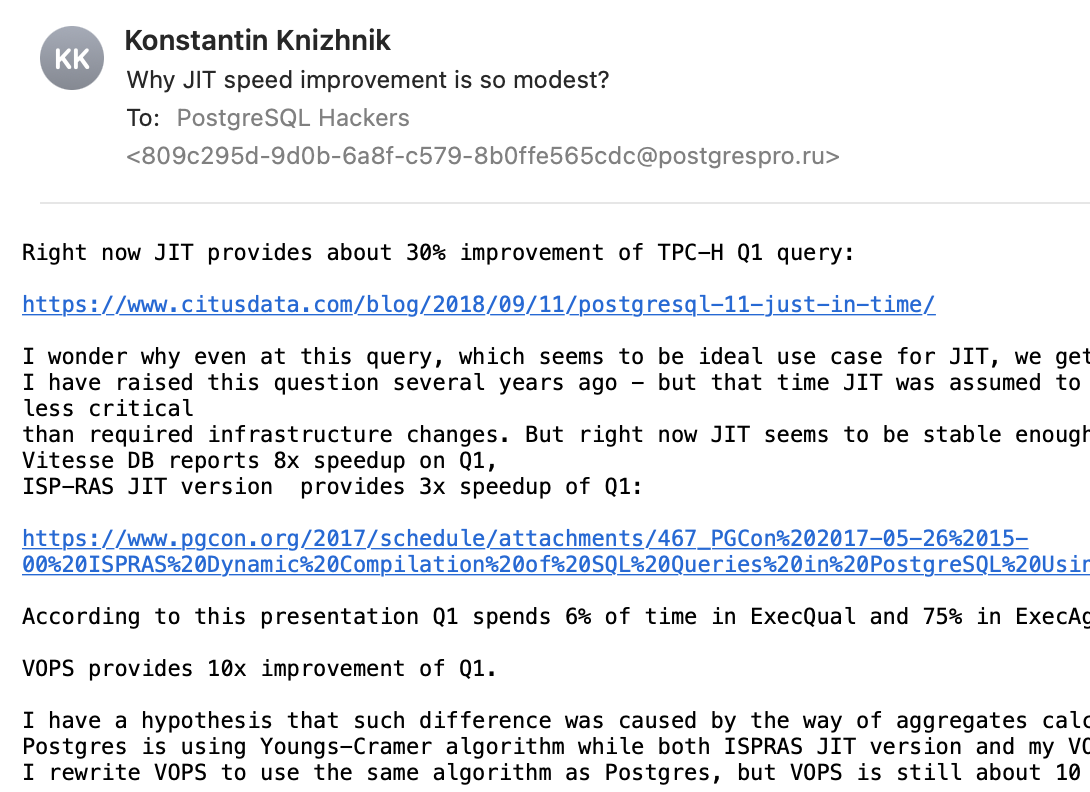 KK
Konstantin Knizhnik
Why JIT speed improvement is so modest?
To: PostgreSQL Hackers
<809c295d-9d0b-6a8f-c579-8b0ffe565cdc@postgrespro.ru>
Right now JIT provides about 30% improvement of TPC-H Q1 query:
https://www.citusdata.com/blog/2018/09/11/postgresql-11-just-in-time/
I wonder why even at this query, which seems to be ideal use case for JIT, we get
I have raised this question several years ago - but that time JIT was assumed to
less critical
than required infrastructure changes. But right now JIT seems to be stable enough
Vitesse DB reports 8x speedup on Q1,
ISP-RAS JIT version  provides 3x speedup of Q1:
https://www.pgcon.org/2017/schedule/attachments/467_PGCon%202017-05-26%2015-
00%20ISPRAS%20Dynamic%20Compilation%20of%20SQL%20Queries%20in%20PostgreSQL%20Usin
According to this presentation Q1 spends 6% of time in ExecQual and 75% in ExecAg
VOPS provides 10x improvement of Q1.
I have a hypothesis that such difference was caused by the way of aggregates calc
Postgres is using Youngs-Cramer algorithm while both ISPRAS JIT version and my VO
I rewrite VOPS to use the same algorithm as Postgres, but VOPS is still about 10